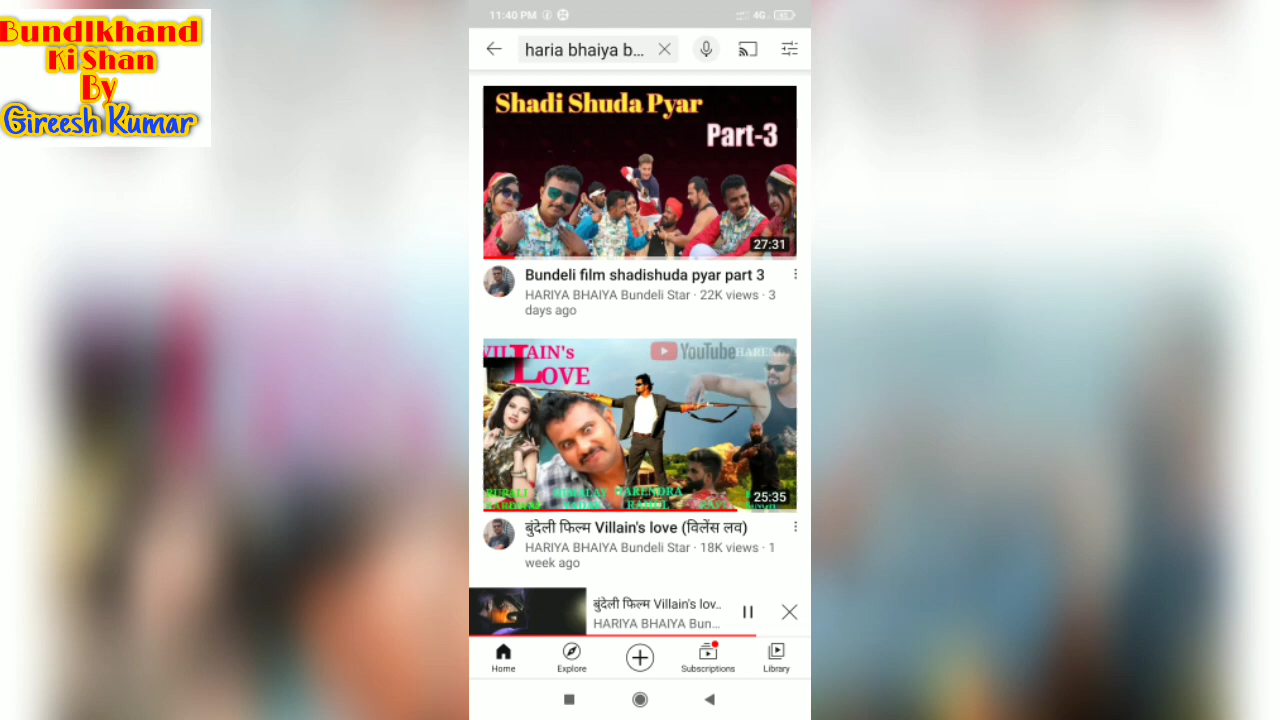 Bundlkhand
Ki Shan
By
Gireesh Kumar
11:40 PM
4G
haria bhaiya b...
Shadi Shuda Pyar
Part-3
27:31
Bundeli film shadishuda pyar part 3
HARIYA BHAIYA Bundeli Star · 22K views · 3
days ago
VILLAIN's
LOVE
YouTube
HARENDRA
RAHUL
25:35
बुंदेली फिल्म Villain's love (विलेंस लव)
HARIYA BHAIYA Bundeli Star · 18K views · 1
week ago
बुंदेली फिल्म Villain's lov..
HARIYA BHAIYA Bun...
Home
Explore
Subscriptions
Library